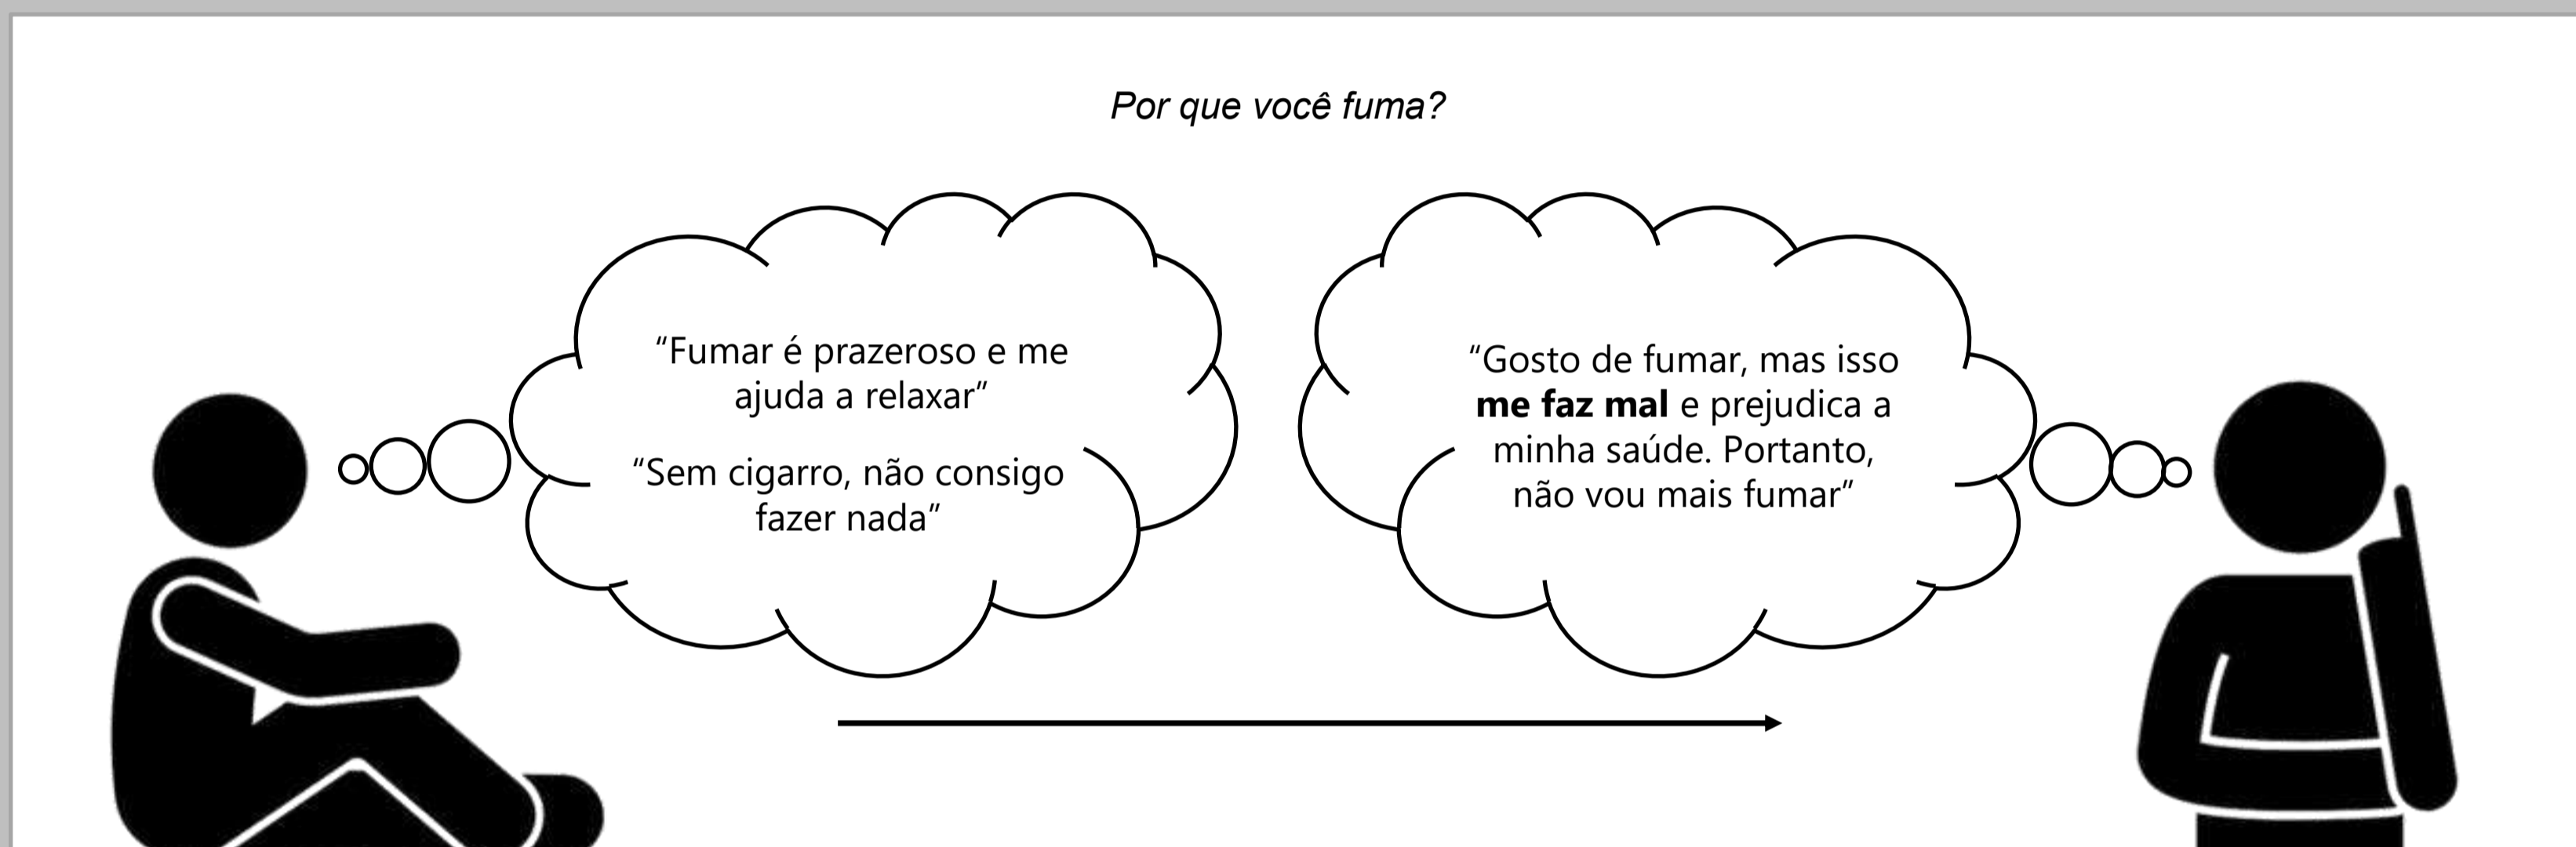 Por que você fuma?
“Fumar é prazeroso e me
ajuda a relaxar”
“Sem cigarro, não consigo
fazer nada”
“Gosto de fumar, mas isso
me faz mal e prejudica a
minha saúde. Portanto,
não vou mais fumar”